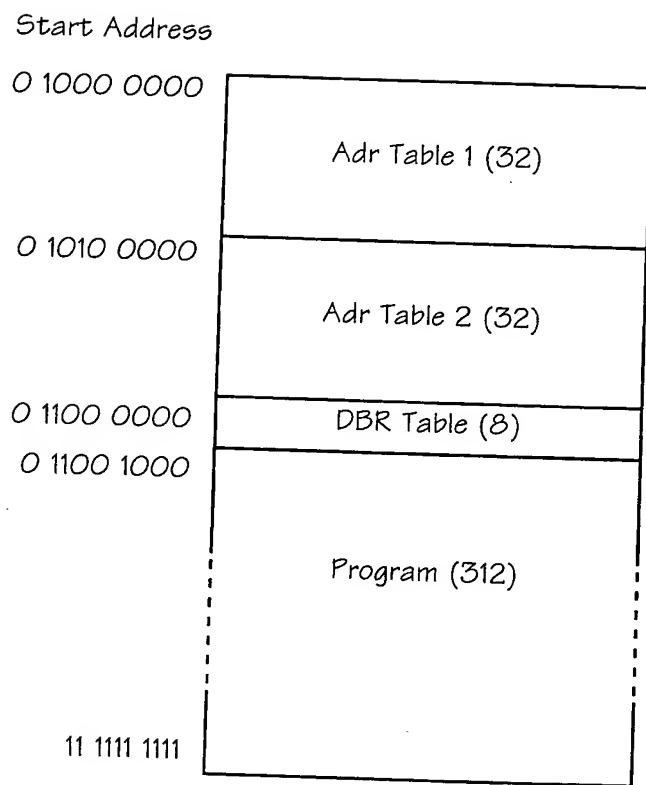 Start Address
0 1000 0000
Adr Table 1 (32)
0 1010 0000
Adr Table 2 (32)
0 1100 0000
DBR Table (8)
0 1100 1000
Program (312)
11 1111 1111